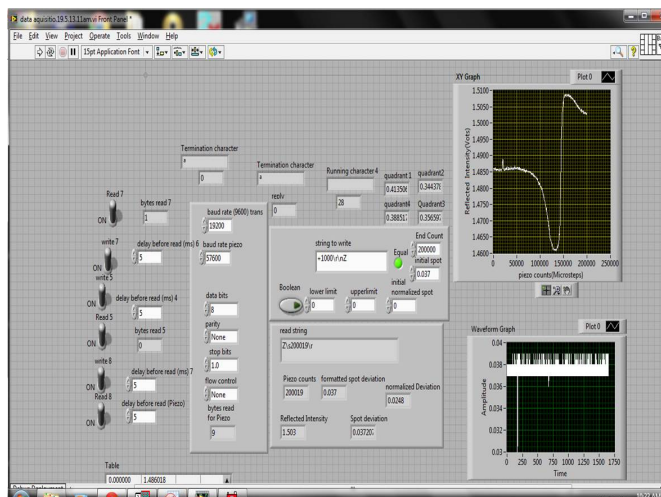 data aquisitio.19.5.13.11am.vi Front Panel *
File Edit View Project Operate Tools Window Help
15pt Application Font
XY Graph
Plot 0
Reflected Intensity(Vots)
1.5100
1.5050
1.5000
1.4950
1.4900
1.4850
1.4800
1.4750
1.4700
1.4650
1.4600
0 50000 100000 150000 200000 250000
piezo counts(Microsteps)
Termination character
a
0
Termination character
a
Running character 4
28
quadrant 1
0.41350
quadrant2
0.34437
quadrant4
0.38851
Quadrant3
0.35659
Read 7
ON
bytes read 7
1
0
write 7
ON
delay before read (ms) 6
5
write 5
ON
delay before read (ms) 4
5
Read 5
ON
bytes read 5
0
write 8
ON
delay before read (ms) 7
5
Read 8
ON
delay before read (Piezo)
5
baud rate (9600) trans
19200
baud rate piezo
57600
data bits
8
parity
None
stop bits
1.0
flow control
None
bytes read
for Piezo
9
string to write
+1000\r\nZ
Equal
End Count
200000
initial spot
0.037
Boolean
lower limit
0
upperlimit
0
initial
normalized spot
0
read string
Z\s200019\r
Piezo counts
200019
formatted spot deviation
0.037
normalized Deviation
0.0248
Reflected Intensity
1.503
Spot deviation
0.03720
Waveform Graph
Plot 0
Amplitude
0.04
0.038
0.036
0.034
0.032
0.03
0 250 500 750 1000 1250 1500 1750
Time
Table
0.000000 1.486018